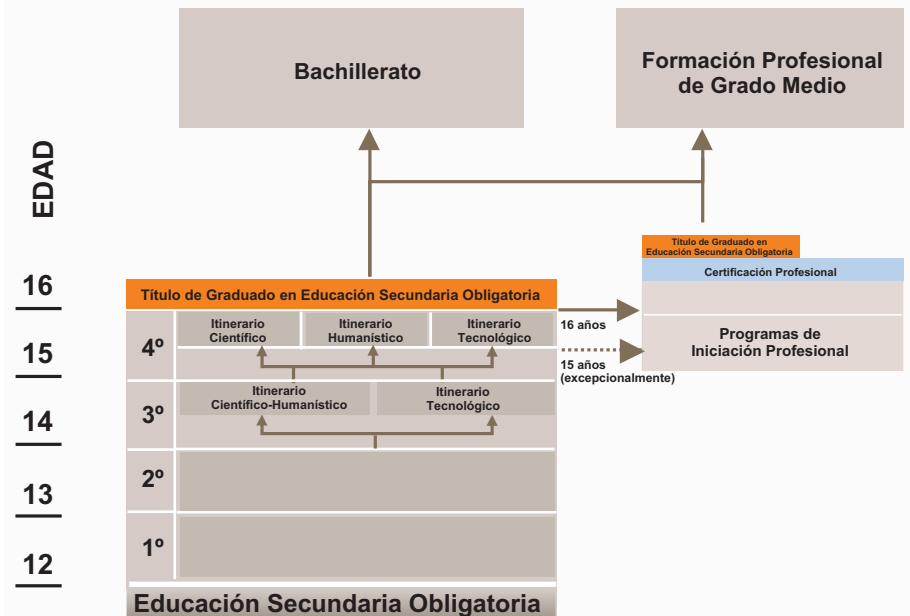 Bachillerato
Formación Profesional
de Grado Medio
EDAD
Título de Graduado en
Educación Secundaria Obligatoria
Certificación Profesional
16
Título de Graduado en Educación Secundaria Obligatoria
16 años
4º
Itinerario
Científico
Itinerario
Humanístico
Itinerario
Tecnológico
Programas de
Iniciación Profesional
15
15 años
(excepcionalmente)
3º
Itinerario
Científico-Humanístico
Itinerario
Tecnológico
14
2º
13
1º
12
Educación Secundaria Obligatoria